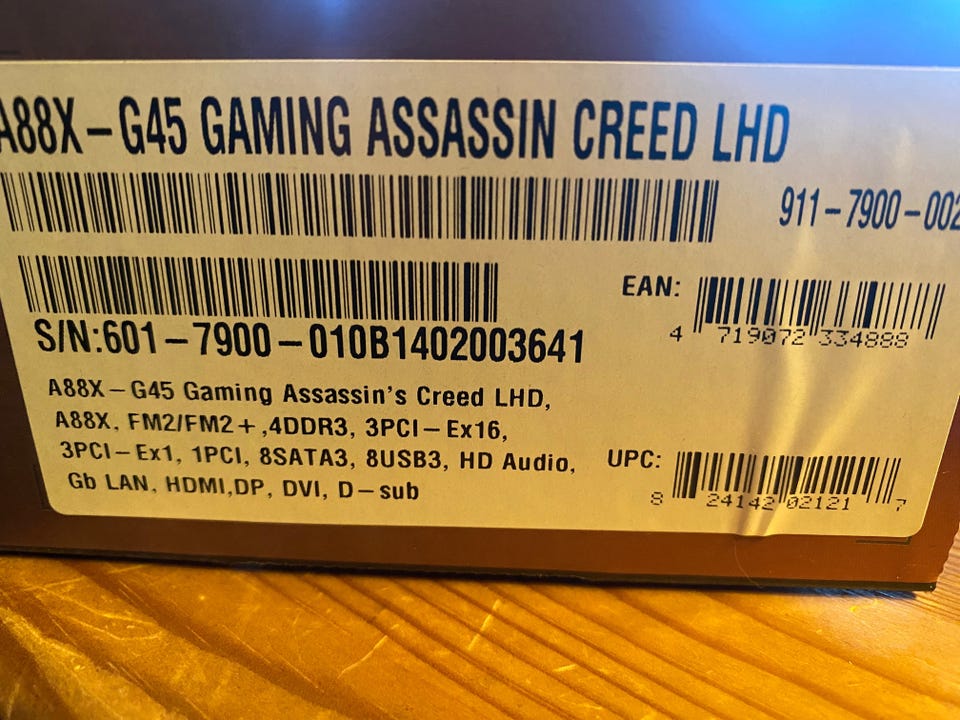 A88X-G45 GAMING ASSASSIN CREED LHD
911-7900-002
EAN:
4 719072 334888
S/N:601-7900-010B1402003641
A88X-G45 Gaming Assassin's Creed LHD,
A88X, FM2/FM2+,4DDR3, 3PCI-Ex16,
3PCI-Ex1, 1PCI, 8SATA3, 8USB3, HD Audio,
Gb LAN, HDMI,DP, DVI, D-sub
UPC:
8 24142 02121 7